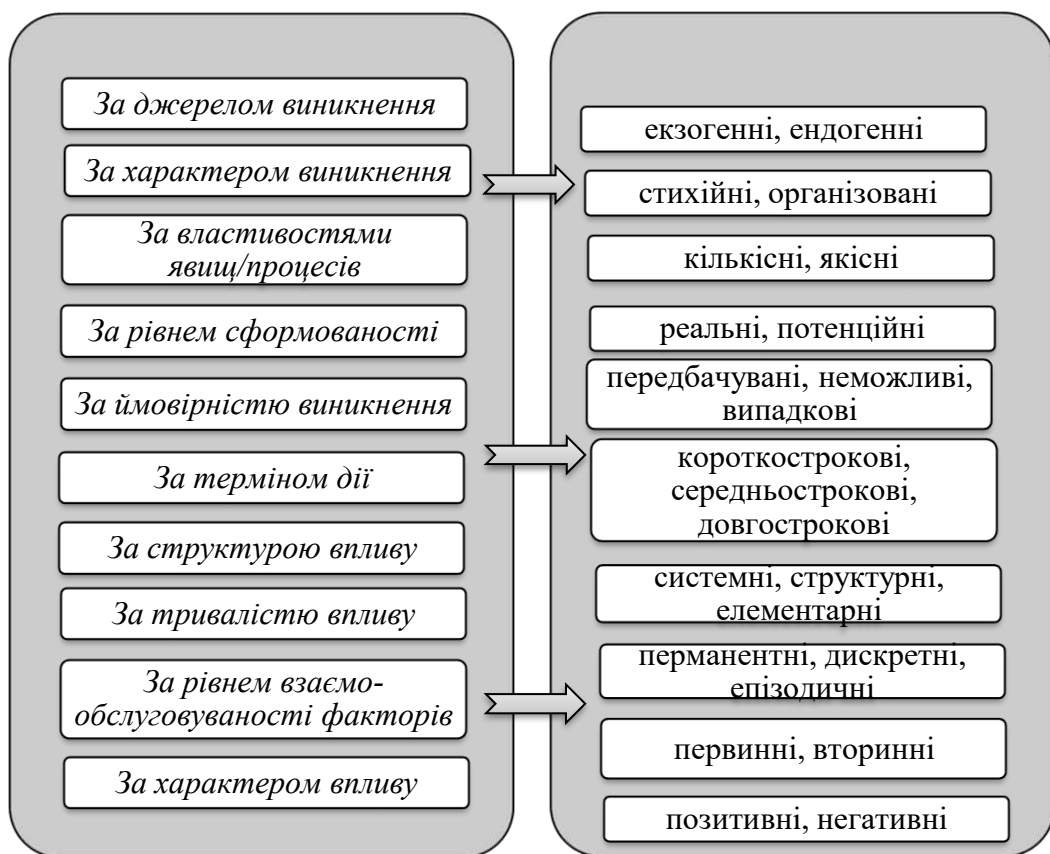 За джерелом виникнення
За характером виникнення
За властивостями
явищ/процесів
За рівнем сформованості
За ймовірністю виникнення
За терміном дії
За структурою впливу
За тривалістю впливу
За рівнем взаємо-
обслуговуваності факторів
За характером впливу
екзогенні, ендогенні
стихійні, організовані
кількісні, якісні
реальні, потенційні
передбачувані, неможливі,
випадкові
короткострокові,
середньострокові,
довгострокові
системні, структурні,
елементарні
перманентні, дискретні,
епізодичні
первинні, вторинні
позитивні, негативні